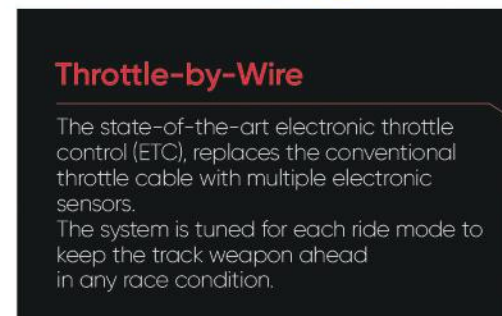 Throttle-by-Wire
The state-of-the-art electronic throttle
control (ETC), replaces the conventional
throttle cable with multiple electronic
sensors.
The system is tuned for each ride mode to
keep the track weapon ahead
in any race condition.